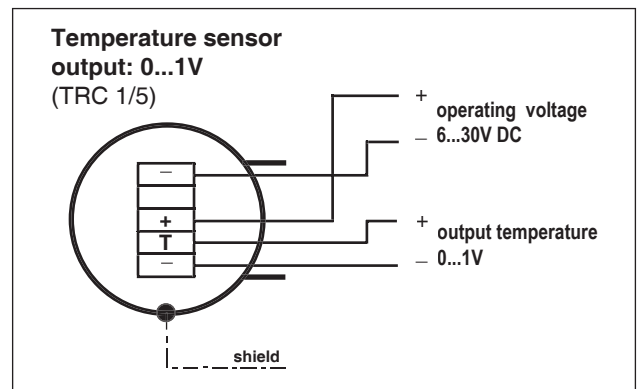 Temperature sensor
output: 0...1V
(TRC 1/5)
+
operating voltage
– 6...30V DC
–
+
T
–
+
output temperature
– 0...1V
shield